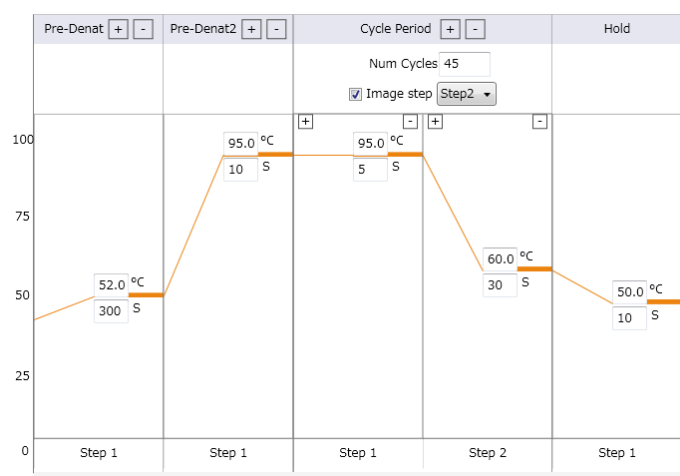 Pre-Denat + - Pre-Denat2 + - Cycle Period + - Hold
Num Cycles 45
Image step Step2
+ - + -
100
95.0 °C 95.0 °C
10 S 5 S
75
60.0 °C
30 S
52.0 °C
50
50.0 °C
300 S
10 S
25
0
Step 1 Step 1 Step 1 Step 2 Step 1